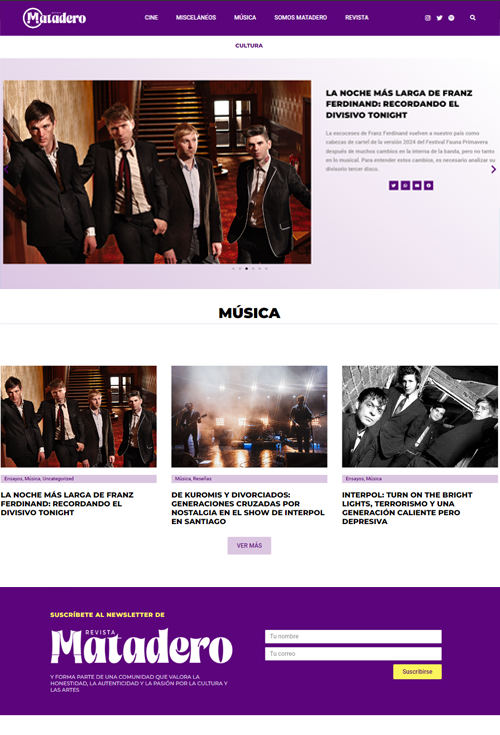 REVISTA
Matadero
CINE
MISCELÁNEOS
MÚSICA
SOMOS MATADERO
REVISTA
CULTURA
LA NOCHE MÁS LARGA DE FRANZ
FERDINAND: RECORDANDO EL
DIVISIVO TONIGHT
La escoceses de Franz Ferdinand vuelven a nuestro país como
cabezas de cartel de la versión 2024 del Festival Fauna Primavera
después de muchos cambios en la interna de la banda, pero no tanto
en lo musical. Para entender estos cambios, es necesario analizar su
divisorio tercer disco.
MÚSICA
Ensayos, Música, Uncategorized
LA NOCHE MÁS LARGA DE FRANZ
FERDINAND: RECORDANDO EL
DIVISIVO TONIGHT
Música, Reseñas
DE KUROMIS Y DIVORCIADOS:
GENERACIONES CRUZADAS POR
NOSTALGIA EN EL SHOW DE INTERPOL
EN SANTIAGO
Ensayos, Música
INTERPOL: TURN ON THE BRIGHT
LIGHTS, TERRORISMO Y UNA
GENERACIÓN CALIENTE PERO
DEPRESIVA
VER MÁS
SUSCRÍBETE AL NEWSLETTER DE
REVISTA
Matadero
Y FORMA PARTE DE UNA COMUNIDAD QUE VALORA LA
HONESTIDAD, LA AUTENTICIDAD Y LA PASIÓN POR LA CULTURA Y
LAS ARTES
Tu nombre
Tu correo
Suscribirse